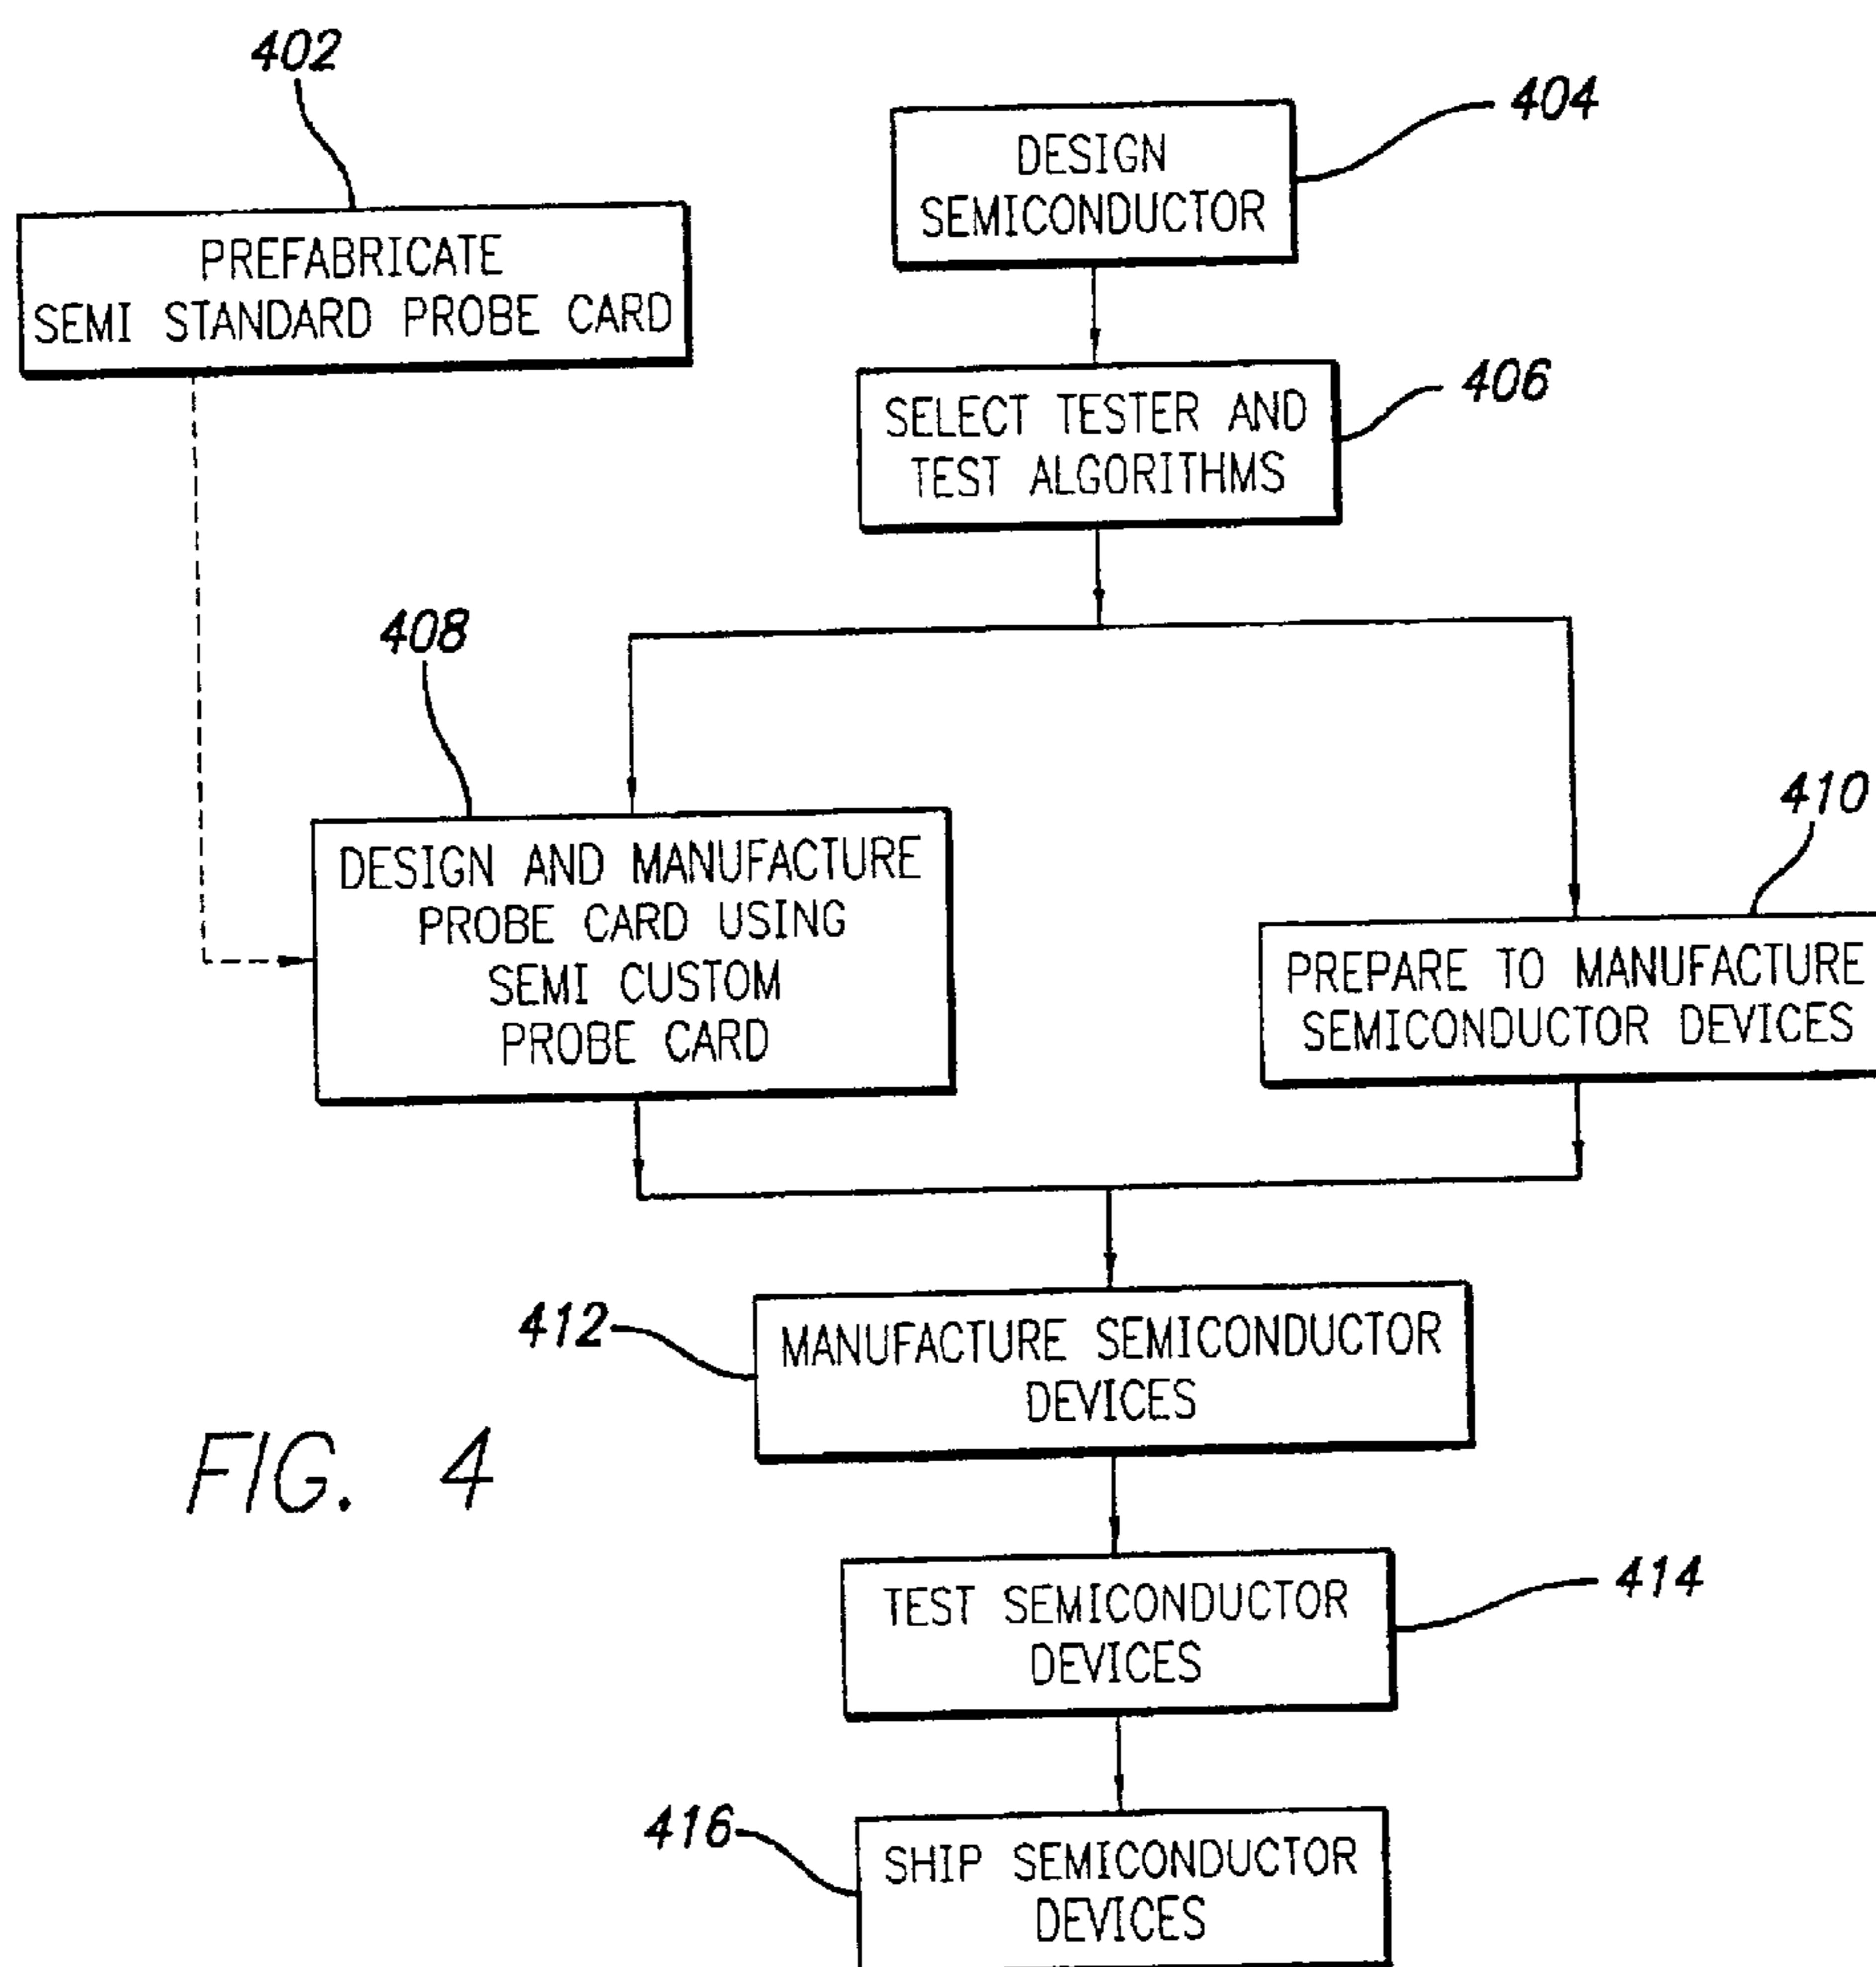 402
404
DESIGN
SEMICONDUCTOR
PREFABRICATE
SEMI STANDARD PROBE CARD
406
SELECT TESTER AND
TEST ALGORITHMS
408
410
DESIGN AND MANUFACTURE
PROBE CARD USING
SEMI CUSTOM
PROBE CARD
PREPARE TO MANUFACTURE
SEMICONDUCTOR DEVICES
412
MANUFACTURE SEMICONDUCTOR
DEVICES
FIG. 4
414
TEST SEMICONDUCTOR
DEVICES
416
SHIP SEMICONDUCTOR
DEVICES